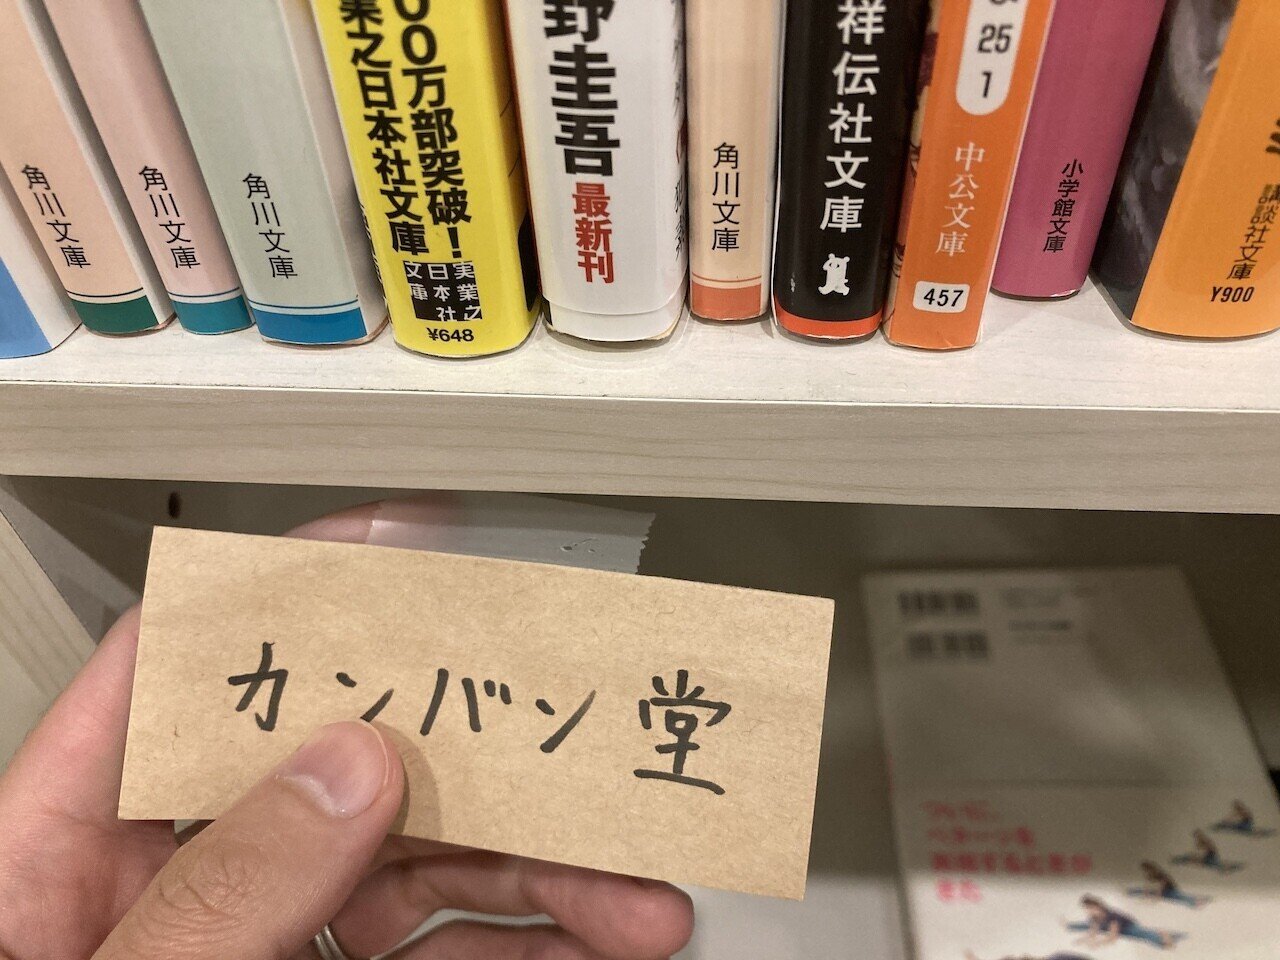 角川文庫
角川文庫
角川文庫
00万部突破!
業之日本社文庫
実業之
日本社
文庫
¥648
野圭吾
最新刊
角川文庫
祥伝社文庫
25
1
中公文庫
457
小学館文庫
講談社文庫
¥900
カンバン堂